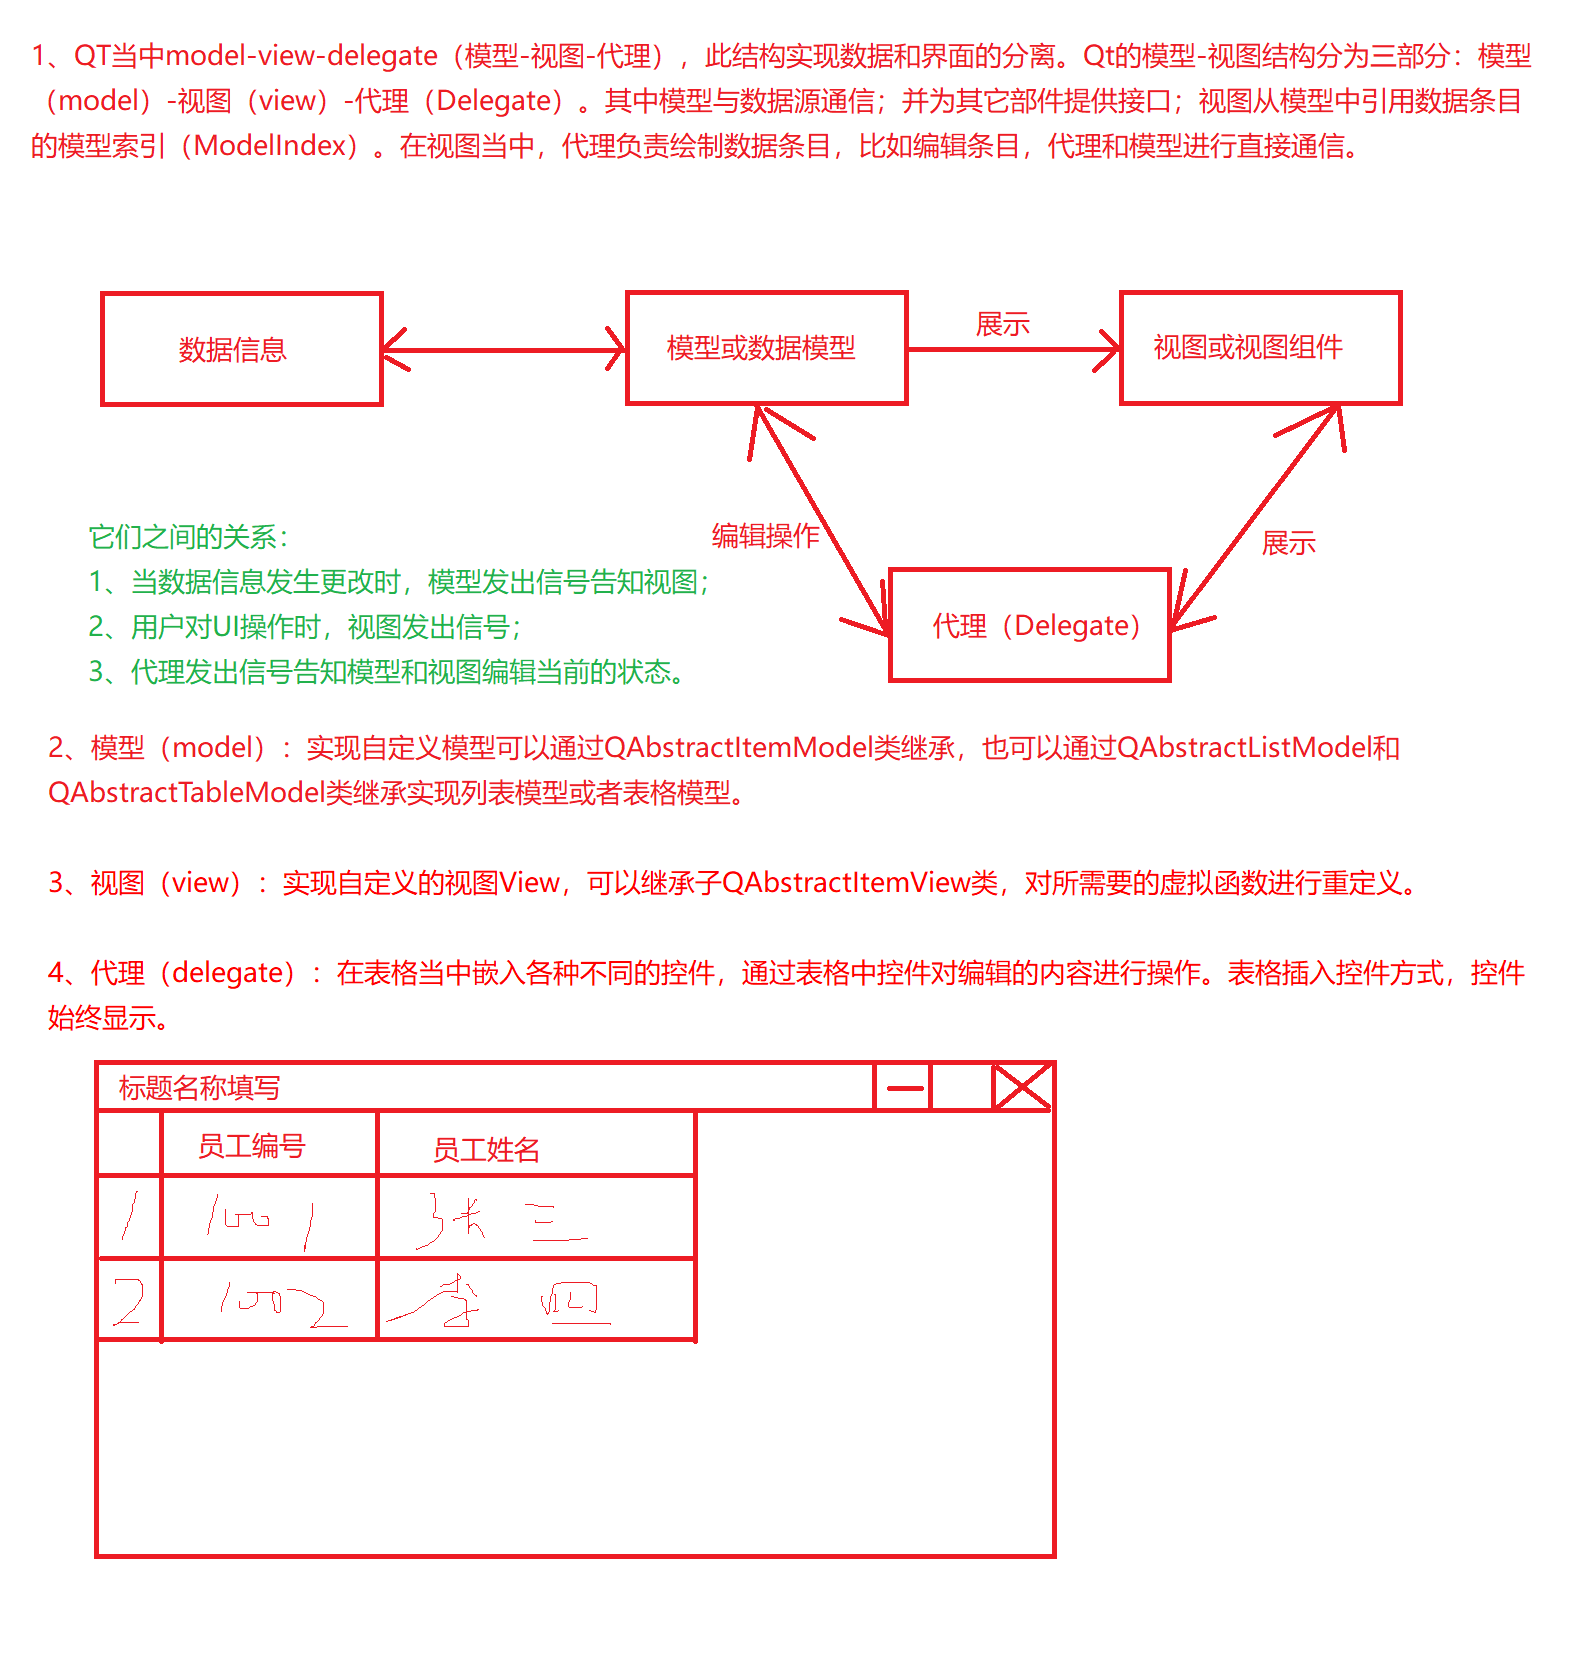 1、QT当中model-view-delegate（模型-视图-代理），此结构实现数据和界面的分离。Qt的模型-视图结构分为三部分：模型
（model）-视图（view）-代理（Delegate）。其中模型与数据源通信；并为其它部件提供接口；视图从模型中引用数据条目
的模型索引（ModelIndex）。在视图当中，代理负责绘制数据条目，比如编辑条目，代理和模型进行直接通信。
数据信息
模型或数据模型
展示
视图或视图组件
编辑操作
展示
代理（Delegate）
它们之间的关系：
1、当数据信息发生更改时，模型发出信号告知视图；
2、用户对UI操作时，视图发出信号；
3、代理发出信号告知模型和视图编辑当前的状态。
2、模型（model）：实现自定义模型可以通过QAbstractItemModel类继承，也可以通过QAbstractListModel和
QAbstractTableModel类继承实现列表模型或者表格模型。
3、视图（view）：实现自定义的视图View，可以继承子QAbstractItemView类，对所需要的虚拟函数进行重定义。
4、代理（delegate）：在表格当中嵌入各种不同的控件，通过表格中控件对编辑的内容进行操作。表格插入控件方式，控件
始终显示。
标题名称填写
员工编号 员工姓名
1 1001 张三
2 1002 李四